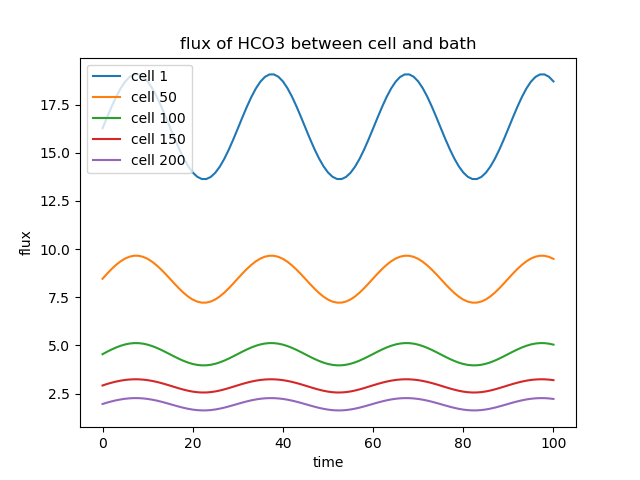 flux of HCO3 between cell and bath
cell 1
cell 50
cell 100
cell 150
cell 200
17.5
15.0
12.5
10.0
7.5
5.0
2.5
flux
0 20 40 60 80 100
time